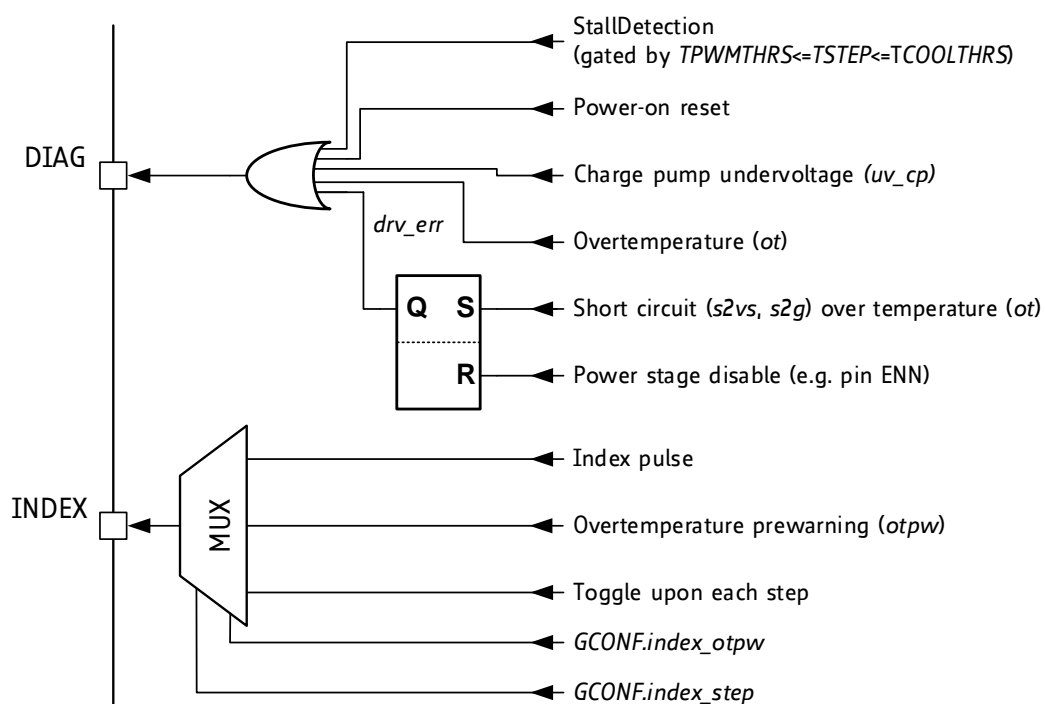 StallDetection
(gated by TPWMTHRS<=TSTEP<=TCOOLTHRS)
Power-on reset
DIAG
Charge pump undervoltage (uv_cp)
drv_err
Overtemperature (ot)
Q S
Short circuit (s2vs, s2g) over temperature (ot)
R
Power stage disable (e.g. pin ENN)
Index pulse
INDEX
MUX
Overtemperature prewarning (otpw)
Toggle upon each step
GCONF.index_otpw
GCONF.index_step